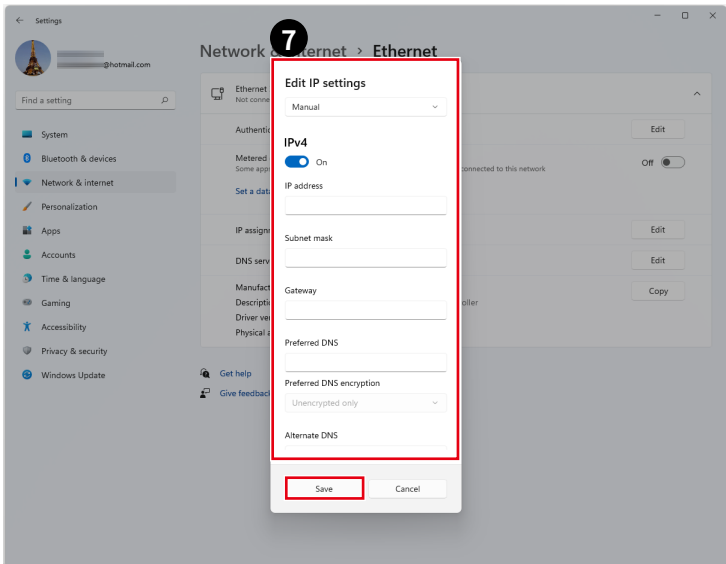 Settings
@hotmail.com
Find a setting
System
Bluetooth & devices
Network & internet
Personalization
Apps
Accounts
Time & language
Gaming
Accessibility
Privacy & security
Windows Update
Network & internet > Ethernet
7
Ethernet
Not conne
Authentic
Edit
Metered
Some apps
connected to this network
Off
Set a data
IP assignm
Edit
DNS serv
Edit
Manufact
Copy
Descriptio
oller
Driver ver
Physical a
Get help
Give feedback
Edit IP settings
Manual
IPv4
On
IP address
Subnet mask
Gateway
Preferred DNS
Preferred DNS encryption
Unencrypted only
Alternate DNS
Save
Cancel